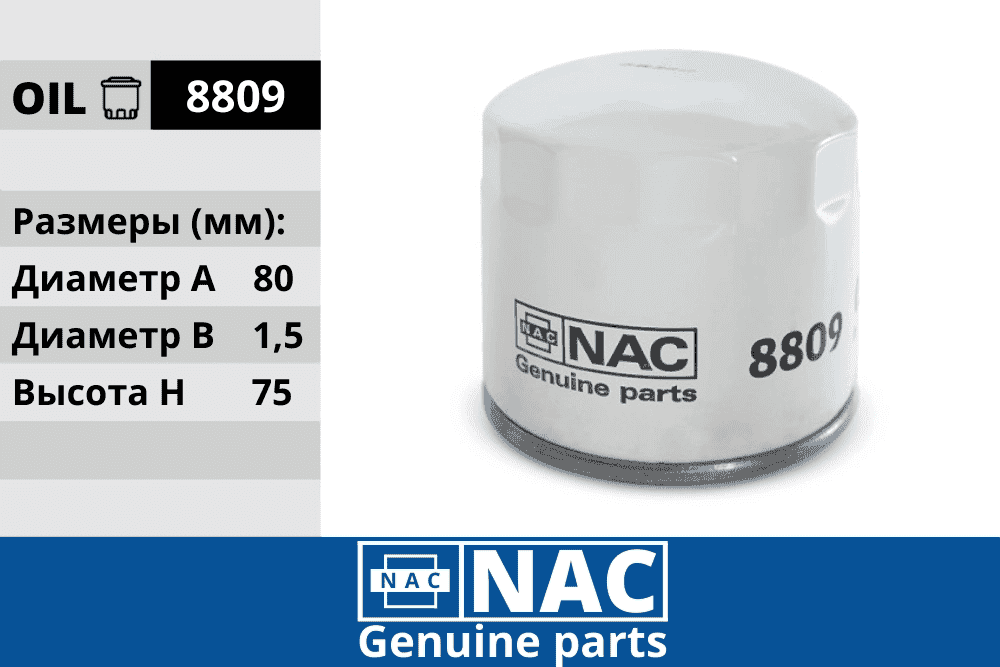 OIL 8809
Размеры (мм):
Диаметр A 80
Диаметр B 1,5
Высота H 75
NAC NAC
Genuine parts
8809
NAC NAC
Genuine parts